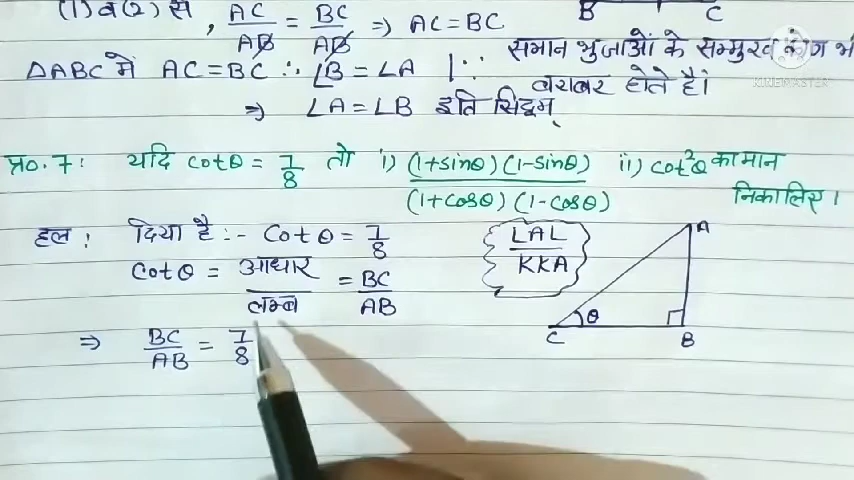 (1) व (2) से, AC/AB = BC/AB ⇒ AC = BC
B C
ΔABC में AC = BC ∴ ∠B = ∠A | ∵ समान भुजाओं के सम्मुख
बराबर होते हैं।
⇒ ∠A = ∠B इति सिद्धम्
KINEMASTER
प्र०.7: यदि cotθ = 7/8 तो i) (1+sinθ)(1-sinθ)/(1+cosθ)(1-cosθ) ii) cot²θ का मान
निकालिए।
हल: दिया है:- cotθ = 7/8
cotθ = आधार/लम्ब = BC/AB
⇒ BC/AB = 7/8
LAL
KKA
A
θ
C B